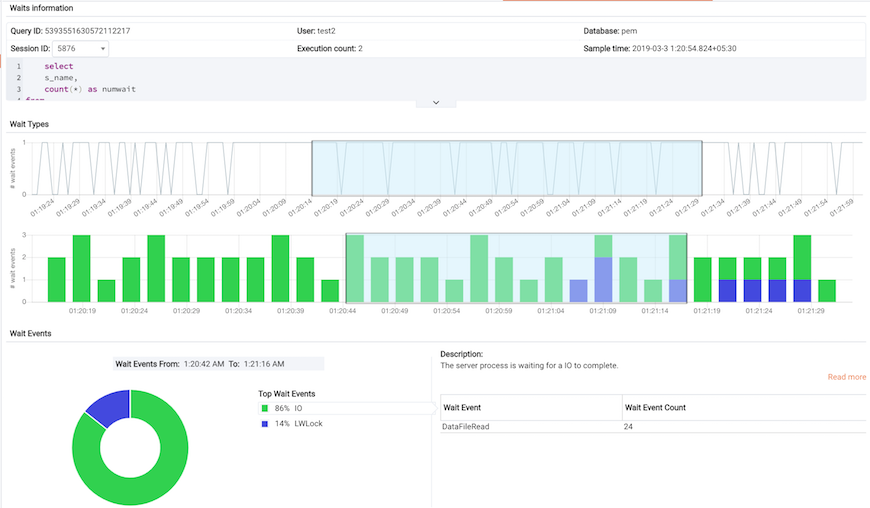 Waits information
Query ID: 5393551630572112217 User: test2 Database: pem
Session ID: 5876 Execution count: 2 Sample time: 2019-03-3 1:20:54.824+05:30
1 select
2 s_name,
3 count(*) as numwait
4 from
Wait Types
# wait events
1
0
01:19:24 01:19:29 01:19:34 01:19:39 01:19:44 01:19:49 01:19:54 01:19:59 01:20:04 01:20:09 01:20:14 01:20:19 01:20:24 01:20:29 01:20:34 01:20:39 01:20:44 01:20:49 01:20:54 01:20:59 01:21:04 01:21:09 01:21:14 01:21:19 01:21:24 01:21:29 01:21:34 01:21:39 01:21:44 01:21:49 01:21:54 01:21:59
# wait events
3
2
1
0
01:20:19 01:20:24 01:20:29 01:20:34 01:20:39 01:20:44 01:20:49 01:20:54 01:20:59 01:21:04 01:21:09 01:21:14 01:21:19 01:21:24 01:21:29
Wait Events
Wait Events From: 1:20:42 AM To: 1:21:16 AM
Top Wait Events
86% IO
14% LWLock
Description:
The server process is waiting for a IO to complete.
Read more
Wait Event Wait Event Count
DataFileRead 24